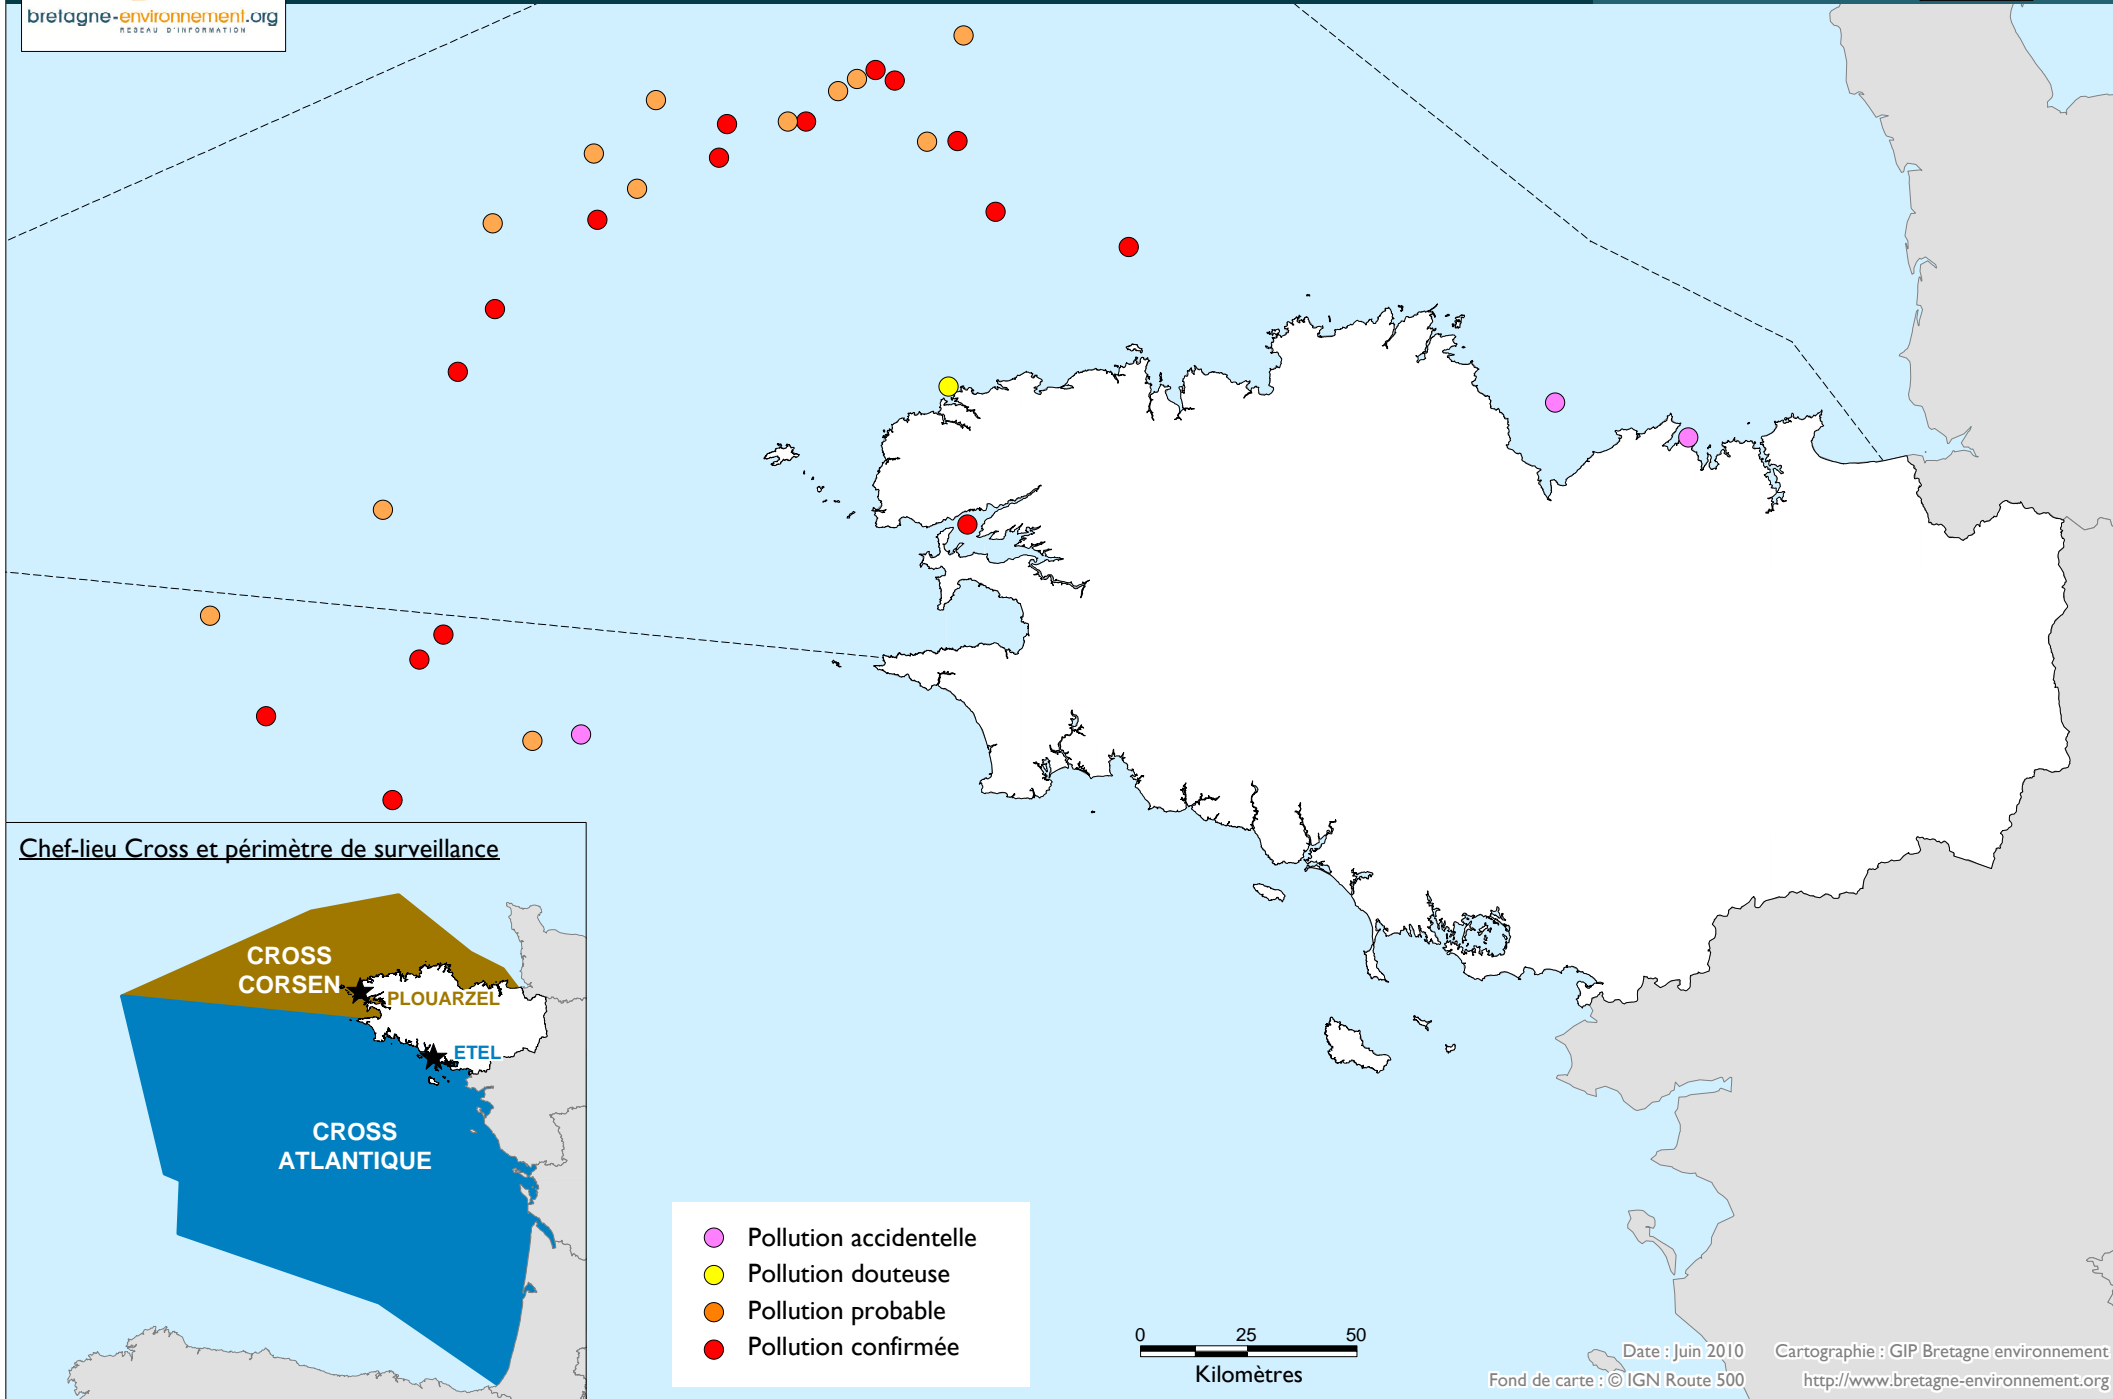 bretagne-environnement.org
RESEAU D'INFORMATION
Chef-lieu Cross et périmètre de surveillance
CROSS
CORSEN
PLOUARZEL
ETEL
CROSS
ATLANTIQUE
Pollution accidentelle
Pollution douteuse
Pollution probable
Pollution confirmée
0 25 50
Kilomètres
Date : Juin 2010 Cartographie : GIP Bretagne environnement
Fond de carte : © IGN Route 500 http://www.bretagne-environnement.org